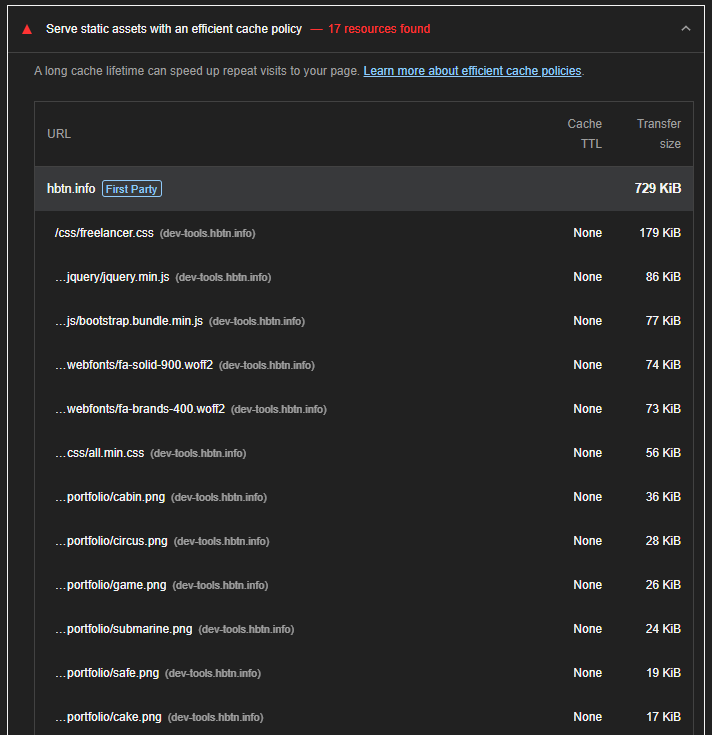 Serve static assets with an efficient cache policy — 17 resources found
A long cache lifetime can speed up repeat visits to your page. Learn more about efficient cache policies.
URL Cache TTL Transfer size
hbtn.info First Party 729 KiB
/css/freelancer.css (dev-tools.hbtn.info) None 179 KiB
…jquery/jquery.min.js (dev-tools.hbtn.info) None 86 KiB
…js/bootstrap.bundle.min.js (dev-tools.hbtn.info) None 77 KiB
…webfonts/fa-solid-900.woff2 (dev-tools.hbtn.info) None 74 KiB
…webfonts/fa-brands-400.woff2 (dev-tools.hbtn.info) None 73 KiB
…css/all.min.css (dev-tools.hbtn.info) None 56 KiB
…portfolio/cabin.png (dev-tools.hbtn.info) None 36 KiB
…portfolio/circus.png (dev-tools.hbtn.info) None 28 KiB
…portfolio/game.png (dev-tools.hbtn.info) None 26 KiB
…portfolio/submarine.png (dev-tools.hbtn.info) None 24 KiB
…portfolio/safe.png (dev-tools.hbtn.info) None 19 KiB
…portfolio/cake.png (dev-tools.hbtn.info) None 17 KiB